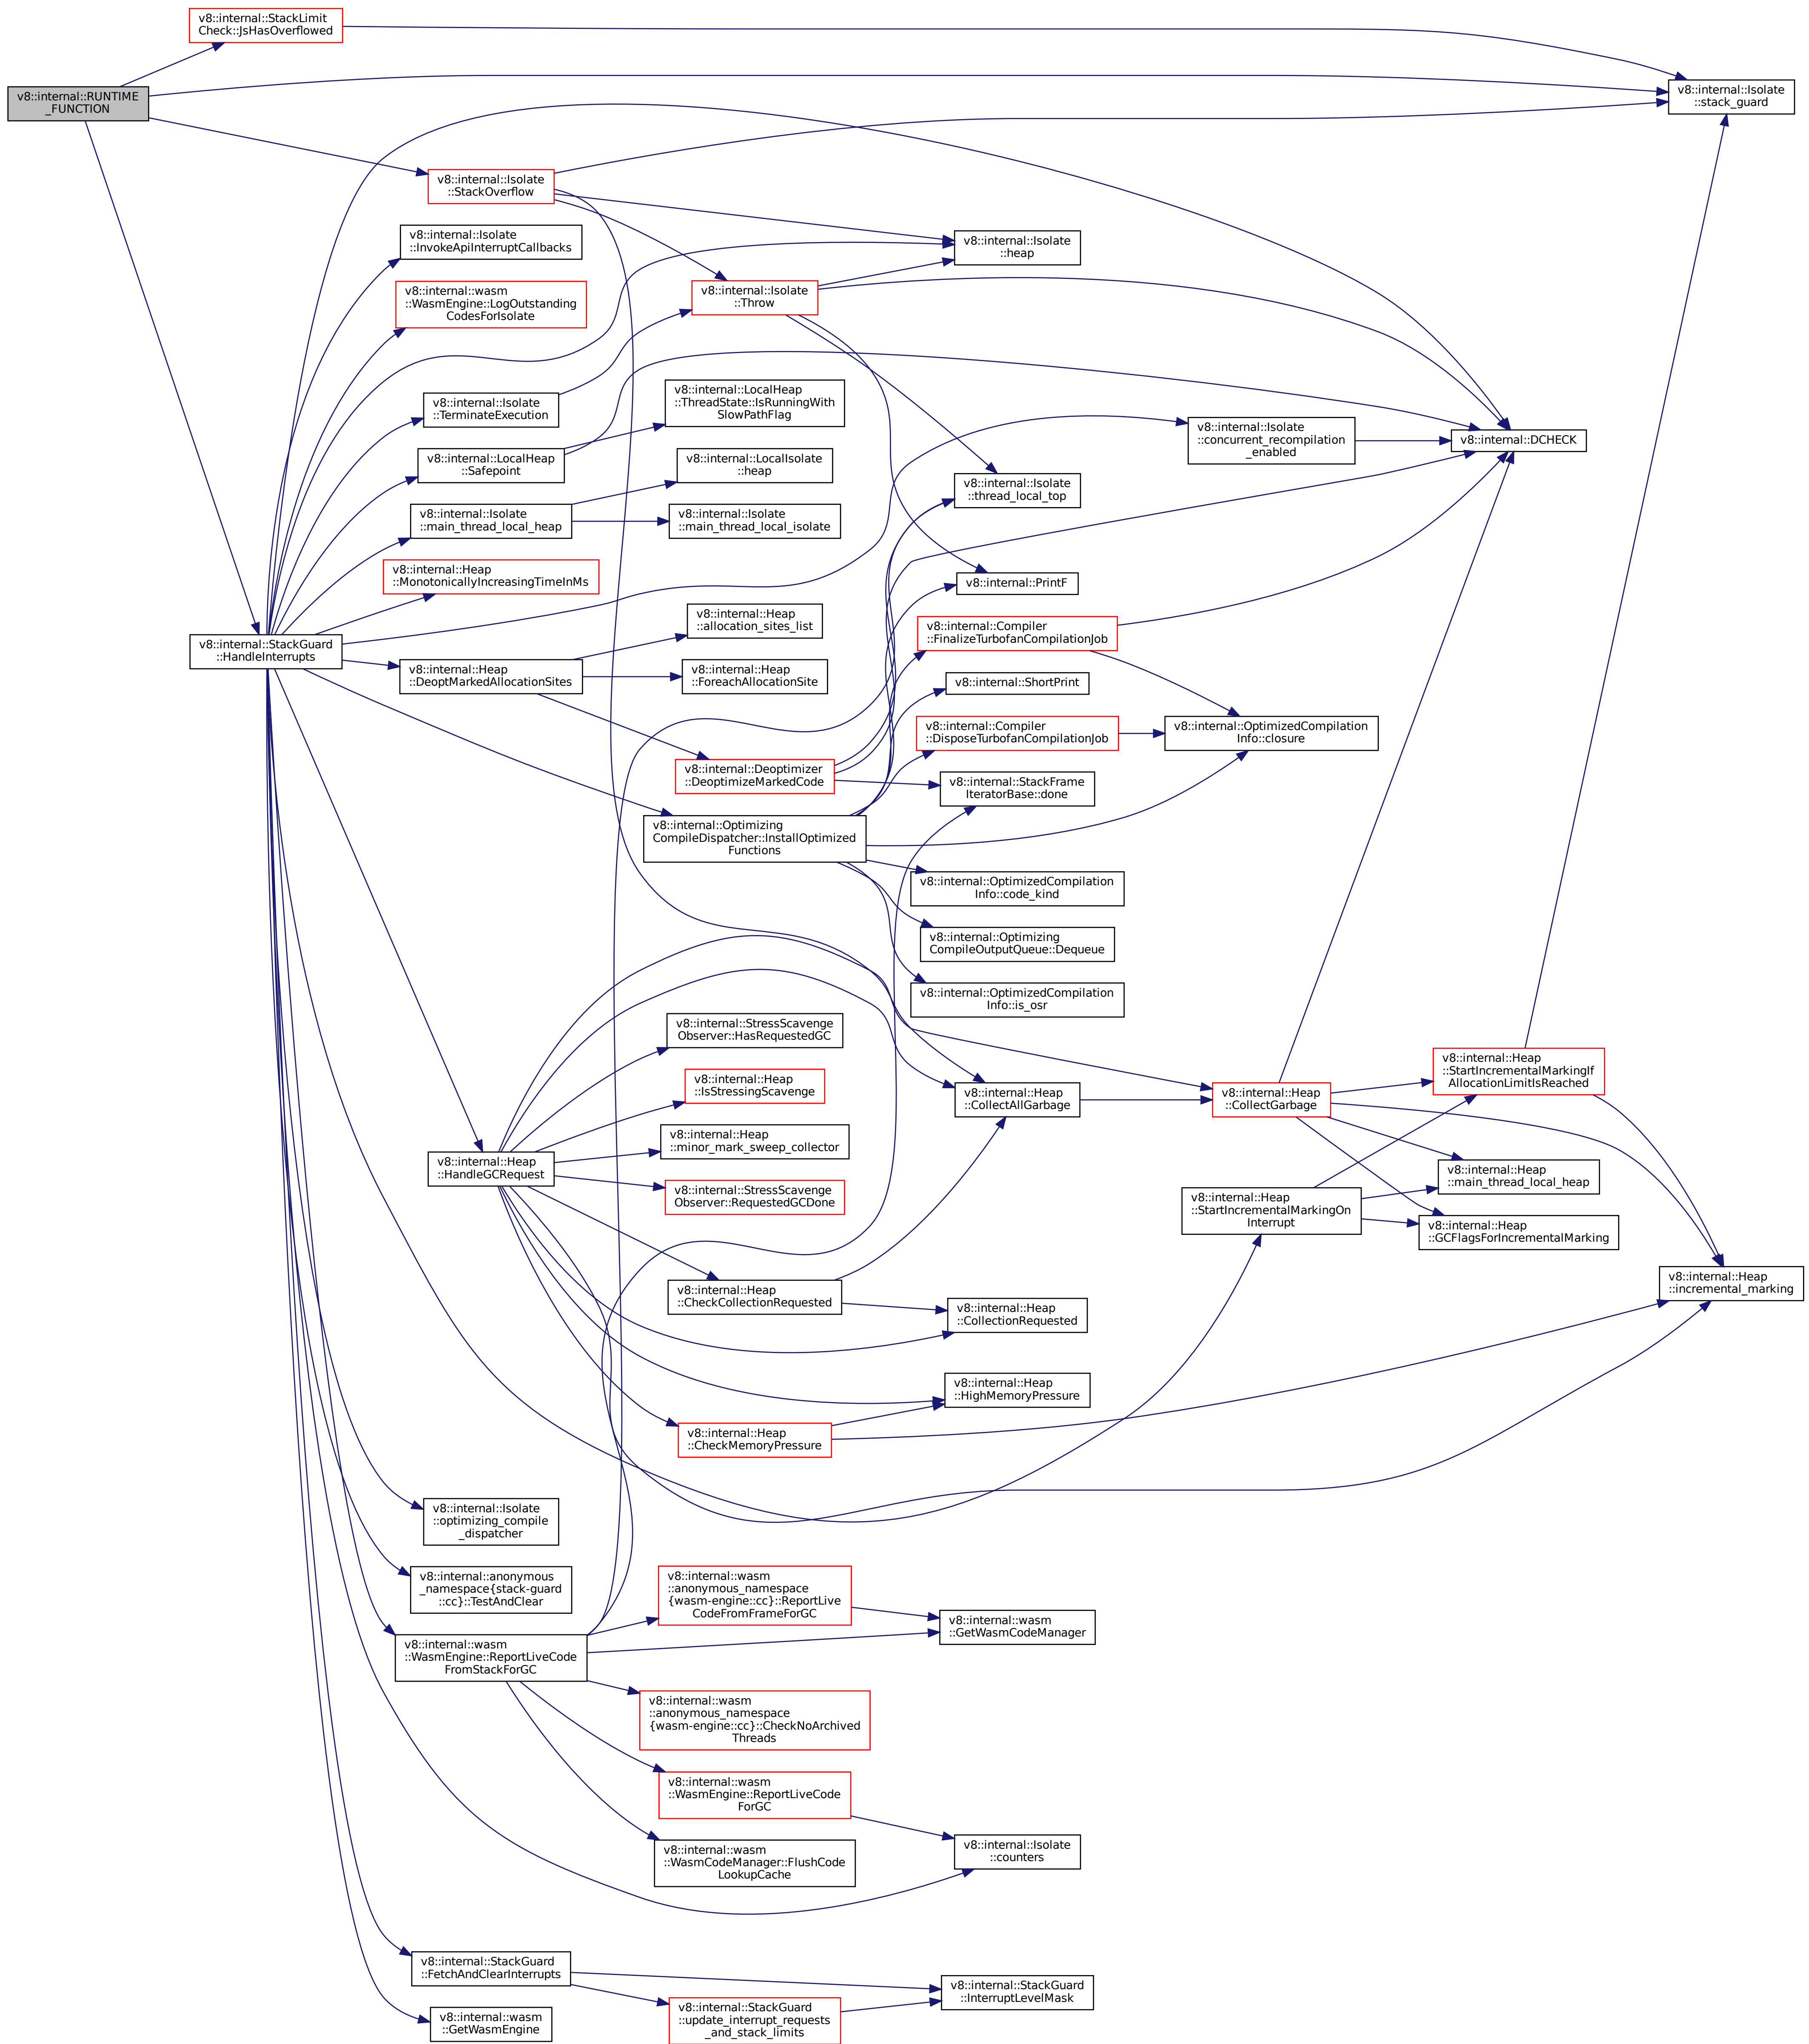 v8::internal::StackLimit
Check::JsHasOverflowed
v8::internal::Isolate
::stack_guard
v8::internal::RUNTIME
_FUNCTION
v8::internal::Isolate
::StackOverflow
v8::internal::Isolate
::InvokeApiInterruptCallbacks
v8::internal::Isolate
::heap
v8::internal::wasm
::WasmEngine::LogOutstanding
CodesForIsolate
v8::internal::Isolate
::Throw
v8::internal::Isolate
::TerminateExecution
v8::internal::LocalHeap
::ThreadState::IsRunningWith
SlowPathFlag
v8::internal::Isolate
::concurrent_recompilation
_enabled
v8::internal::DCHECK
v8::internal::LocalHeap
::Safepoint
v8::internal::LocalIsolate
::heap
v8::internal::Isolate
::thread_local_top
v8::internal::Isolate
::main_thread_local_heap
v8::internal::Isolate
::main_thread_local_isolate
v8::internal::Heap
::MonotonicallyIncreasingTimeInMs
v8::internal::PrintF
v8::internal::Heap
::allocation_sites_list
v8::internal::Compiler
::FinalizeTurbofanCompilationJob
v8::internal::StackGuard
::HandleInterrupts
v8::internal::Heap
::DeoptMarkedAllocationSites
v8::internal::Heap
::ForeachAllocationSite
v8::internal::ShortPrint
v8::internal::Compiler
::DisposeTurbofanCompilationJob
v8::internal::OptimizedCompilation
Info::closure
v8::internal::Deoptimizer
::DeoptimizeMarkedCode
v8::internal::StackFrame
IteratorBase::done
v8::internal::Optimizing
CompileDispatcher::InstallOptimized
Functions
v8::internal::OptimizedCompilation
Info::code_kind
v8::internal::Optimizing
CompileOutputQueue::Dequeue
v8::internal::OptimizedCompilation
Info::is_osr
v8::internal::StressScavenge
Observer::HasRequestedGC
v8::internal::Heap
::IsStressingScavenge
v8::internal::Heap
::CollectAllGarbage
v8::internal::Heap
::CollectGarbage
v8::internal::Heap
::StartIncrementalMarkingIf
AllocationLimitIsReached
v8::internal::Heap
::minor_mark_sweep_collector
v8::internal::Heap
::HandleGCRequest
v8::internal::StressScavenge
Observer::RequestedGCDone
v8::internal::Heap
::main_thread_local_heap
v8::internal::Heap
::StartIncrementalMarkingOn
Interrupt
v8::internal::Heap
::GCFlagsForIncrementalMarking
v8::internal::Heap
::incremental_marking
v8::internal::Heap
::CheckCollectionRequested
v8::internal::Heap
::CollectionRequested
v8::internal::Heap
::HighMemoryPressure
v8::internal::Heap
::CheckMemoryPressure
v8::internal::Isolate
::optimizing_compile
_dispatcher
v8::internal::anonymous
_namespace{stack-guard
::cc}::TestAndClear
v8::internal::wasm
::anonymous_namespace
{wasm-engine::cc}::ReportLive
CodeFromFrameForGC
v8::internal::wasm
::GetWasmCodeManager
v8::internal::wasm
::WasmEngine::ReportLiveCode
FromStackForGC
v8::internal::wasm
::anonymous_namespace
{wasm-engine::cc}::CheckNoArchived
Threads
v8::internal::wasm
::WasmEngine::ReportLiveCode
ForGC
v8::internal::wasm
::WasmCodeManager::FlushCode
LookupCache
v8::internal::Isolate
::counters
v8::internal::StackGuard
::FetchAndClearInterrupts
v8::internal::StackGuard
::InterruptLevelMask
v8::internal::wasm
::GetWasmEngine
v8::internal::StackGuard
::update_interrupt_requests
_and_stack_limits